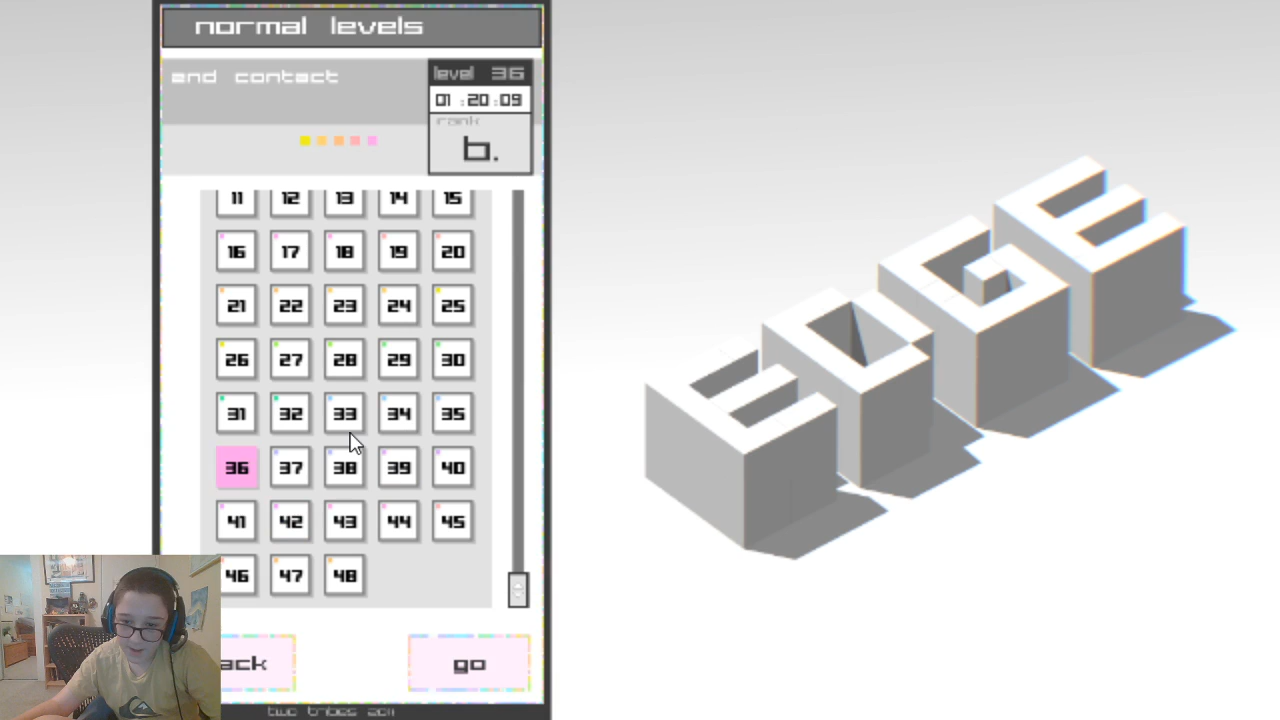 normal levels
end contact
level 36
01:20:09
rank
b.
11 12 13 14 15
16 17 18 19 20
21 22 23 24 25
26 27 28 29 30
31 32 33 34 35
36 37 38 39 40
41 42 43 44 45
46 47 48
ack
go
two tribes 2011
EDGE